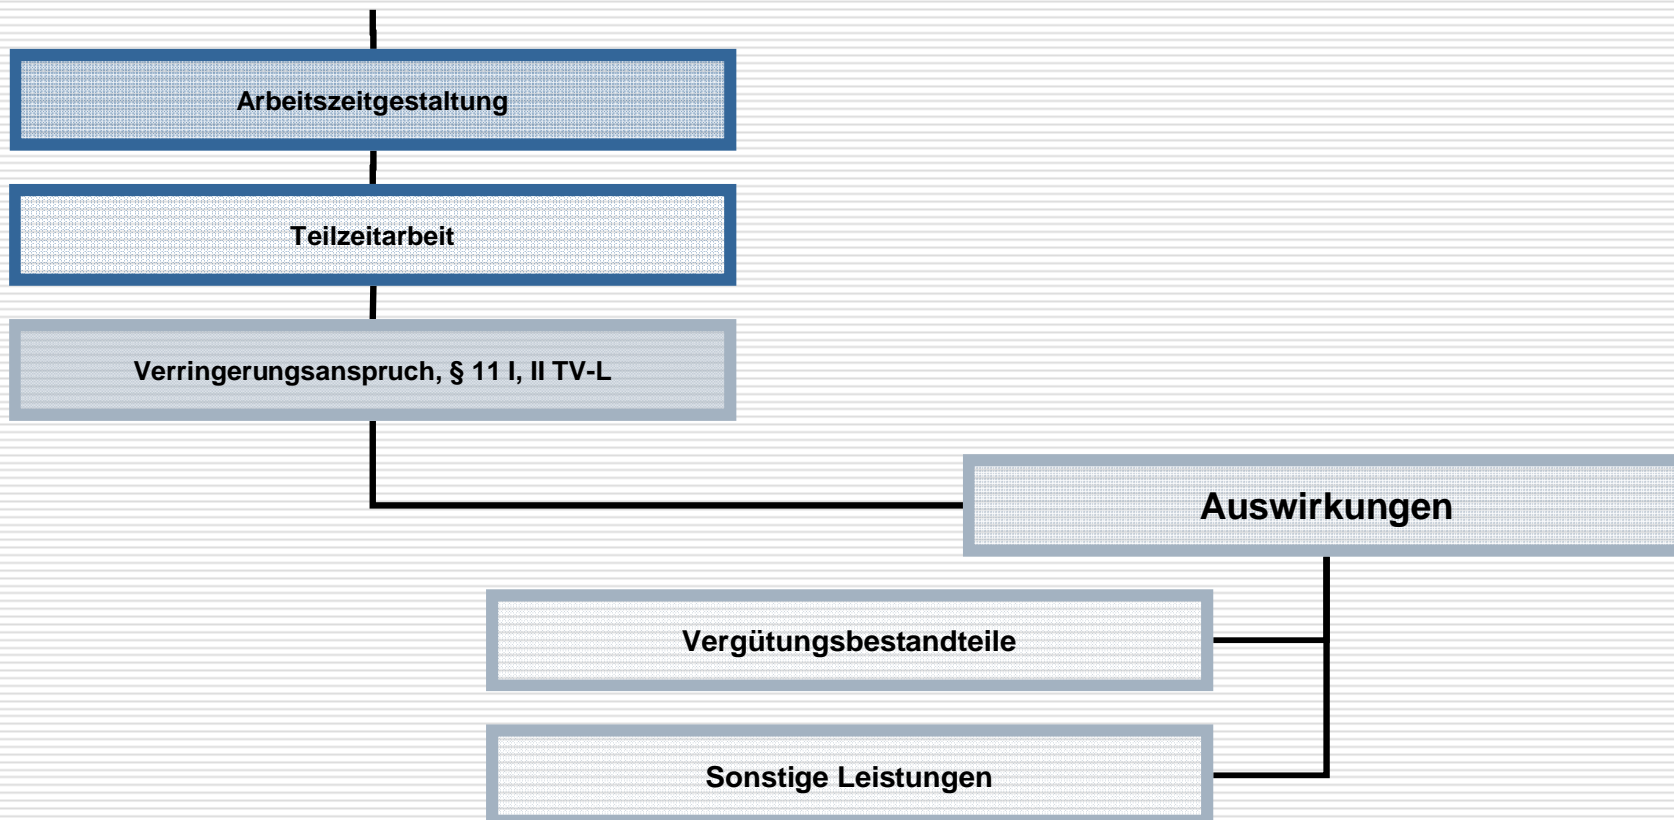 Arbeitszeitgestaltung
Teilzeitarbeit
Verringerungsanspruch, § 11 I, II TV-L
Auswirkungen
Vergütungsbestandteile
Sonstige Leistungen